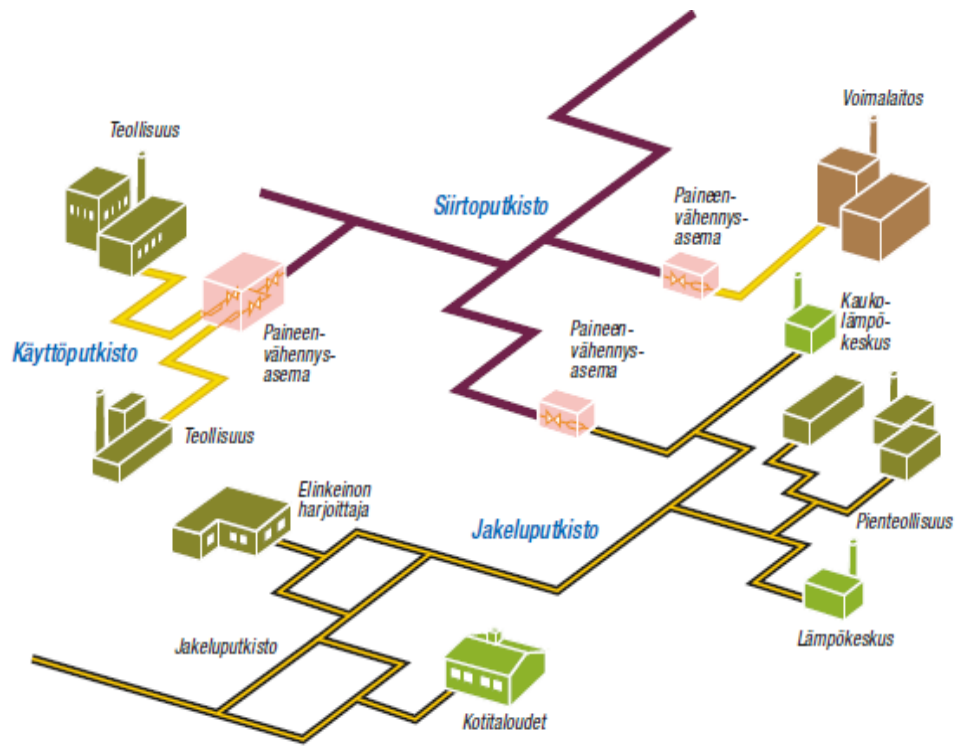 Voimalaitos
Teollisuus
Siirtoputkisto
Paineen-
vähennys-
asema
Kauko-
lämpö-
keskus
Paineen-
vähennys-
asema
Paineen-
vähennys-
asema
Käyttöputkisto
Teollisuus
Elinkeinon
harjoittaja
Jakeluputkisto
Pienteollisuus
Jakeluputkisto
Lämpökeskus
Kotitaloudet